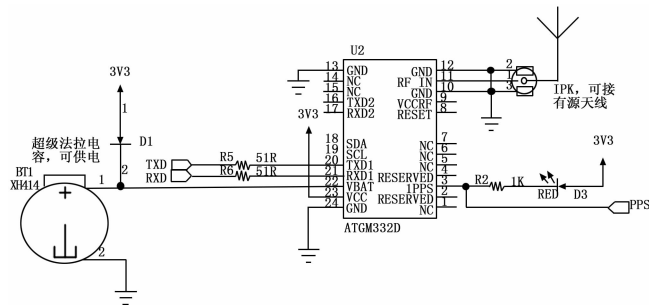 U2
13 GND
14 NC
15 NC
16 TXD2
17 RXD2
18 SDA
19 SCL
20 TXD1
21 RXD1
22 VBAT
23 VCC
24 GND
GND 12
RF IN 11
GND 10
VCCRF 9
RESET 8
NC 7
NC 6
NC 5
RESERVED 4
1PPS 3
RESERVED 2
NC 1
ATGM332D
2
1
3
IPK,可接
有源天线
3V3
1
D1
2
超级法拉电
容,可供电
BT1
XH414
1
2
TXD
RXD
R5 51R
R6 51R
3V3
R2 1K
RED D3
3V3
PPS